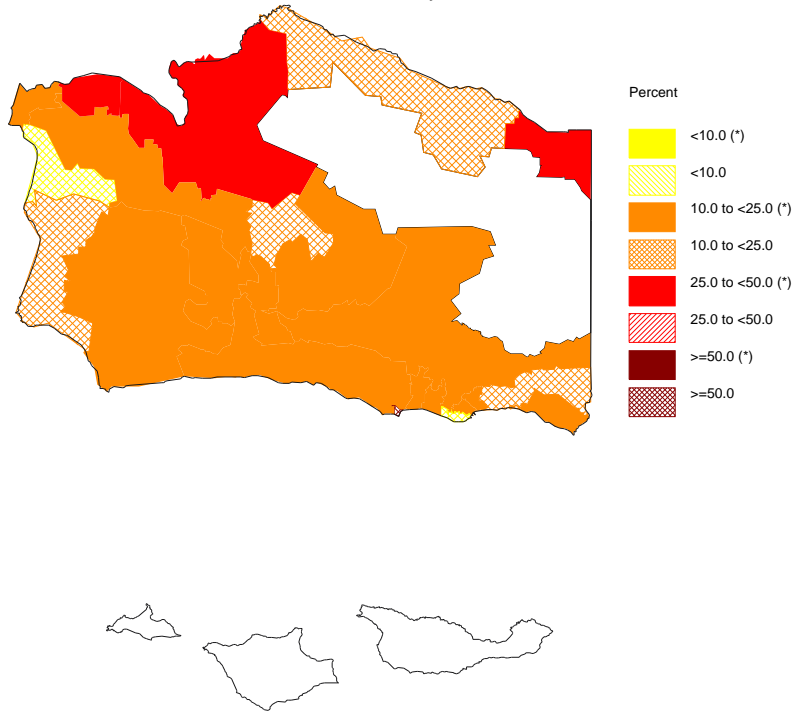 Percent
<10.0 (*)
<10.0
10.0 to <25.0 (*)
10.0 to <25.0
25.0 to <50.0 (*)
25.0 to <50.0
>=50.0 (*)
>=50.0